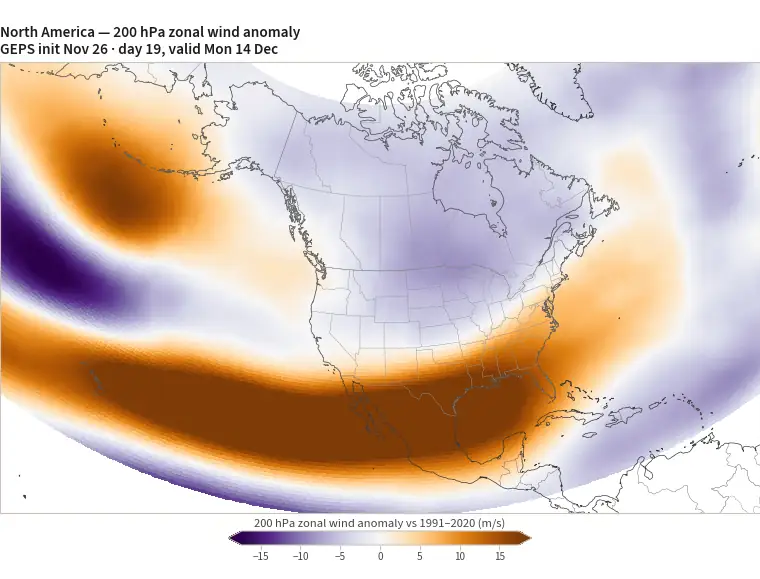 North America — 200 hPa zonal wind anomaly
GEPS init Nov 26 · day 19, valid Mon 14 Dec
200 hPa zonal wind anomaly vs 1991–2020 (m/s)
−15 −10 −5 0 5 10 15